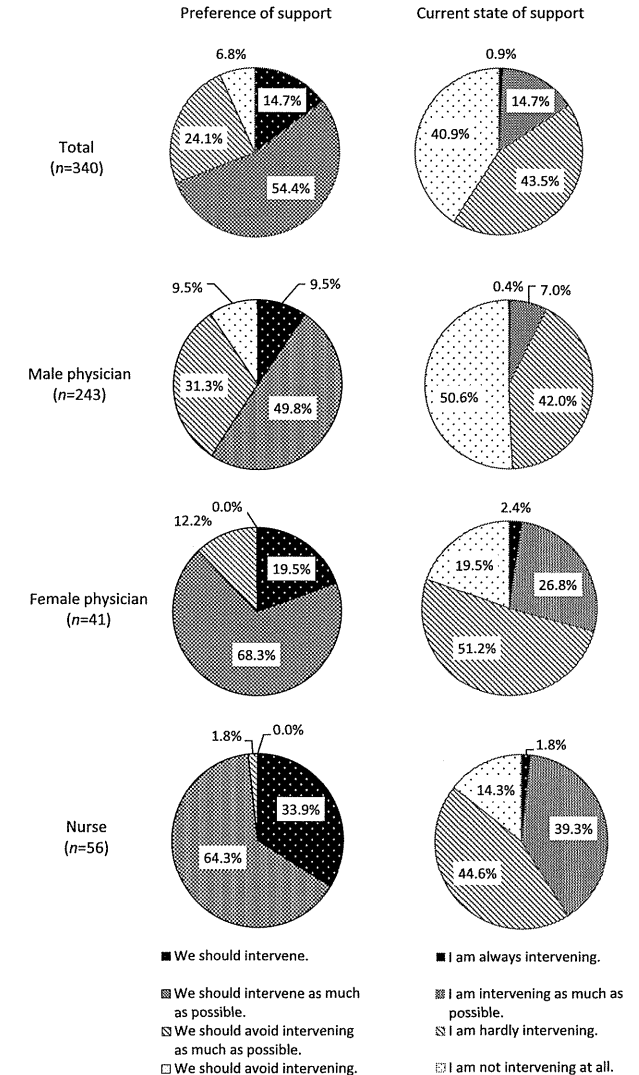 Preference of support
Current state of support
6.8%
14.7%
24.1%
54.4%
0.9%
14.7%
40.9%
43.5%
Total
(n=340)
9.5%
9.5%
31.3%
49.8%
0.4%
7.0%
50.6%
42.0%
Male physician
(n=243)
0.0%
12.2%
19.5%
68.3%
2.4%
19.5%
26.8%
51.2%
Female physician
(n=41)
1.8%
0.0%
33.9%
64.3%
1.8%
14.3%
39.3%
44.6%
Nurse
(n=56)
We should intervene.
We should intervene as much
as possible.
We should avoid intervening
as much as possible.
We should avoid intervening.
I am always intervening.
I am intervening as much as
possible.
I am hardly intervening.
I am not intervening at all.